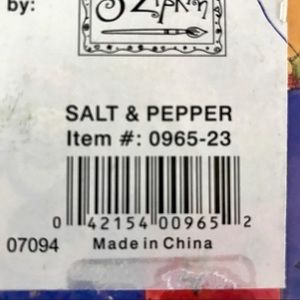 by:
SALT & PEPPER
Item #: 0965-23
0 42154 00965 2
07094 Made in China